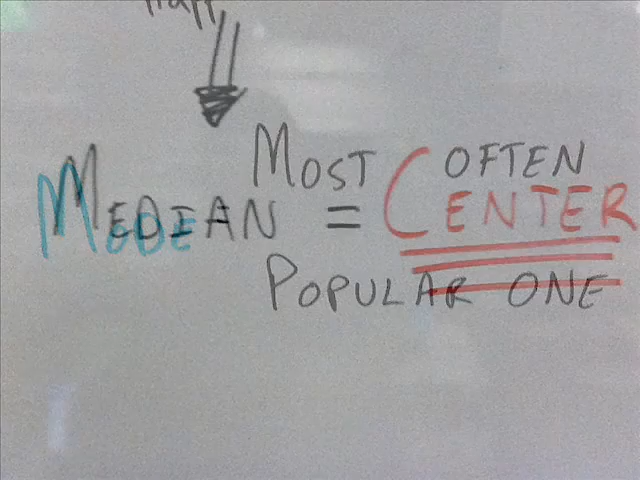 MOST OFTEN
MEDIAN = CENTER
MODE
POPULAR ONE